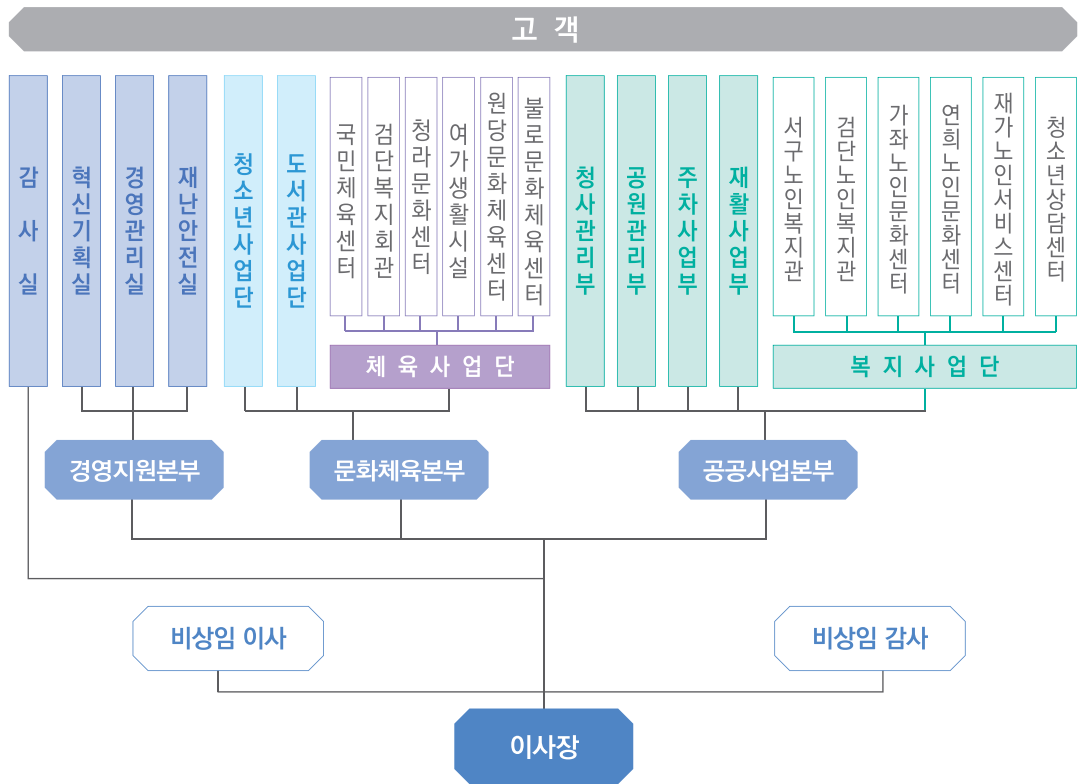 고 객
감사실
혁신기획실
경영관리실
재난안전실
청소년사업단
도서관사업단
국민체육센터
검단복지회관
청라문화센터
여가생활시설
원당문화체육센터
불로문화체육센터
청사관리부
공원관리부
주차사업부
재활사업부
서구노인복지관
검단노인복지관
가좌노인문화센터
연희노인문화센터
재가노인서비스센터
청소년상담센터
체육사업단
복지사업단
경영지원본부
문화체육본부
공공사업본부
비상임 이사
비상임 감사
이사장